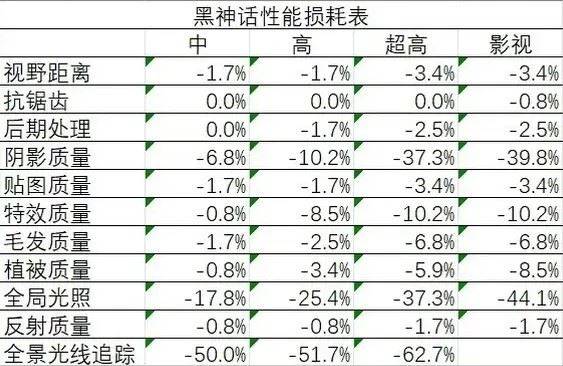 黑神话性能损耗表
中 高 超高 影视
视野距离 -1.7% -1.7% -3.4% -3.4%
抗锯齿 0.0% 0.0% 0.0% -0.8%
后期处理 0.0% -1.7% -2.5% -2.5%
阴影质量 -6.8% -10.2% -37.3% -39.8%
贴图质量 -1.7% -1.7% -3.4% -3.4%
特效质量 -0.8% -8.5% -10.2% -10.2%
毛发质量 -1.7% -2.5% -6.8% -6.8%
植被质量 -0.8% -3.4% -5.9% -8.5%
全局光照 -17.8% -25.4% -37.3% -44.1%
反射质量 -0.8% -0.8% -1.7% -1.7%
全景光线追踪 -50.0% -51.7% -62.7%